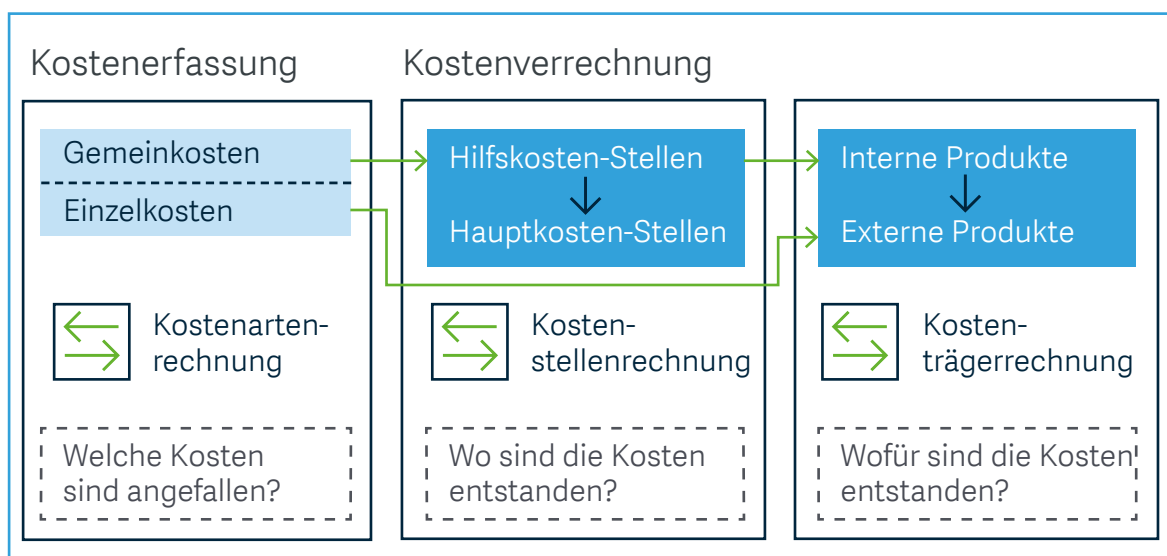 Kostenerfassung
Kostenverrechnung
Gemeinkosten
Einzelkosten
Hilfskosten-Stellen
Hauptkosten-Stellen
Interne Produkte
Externe Produkte
Kostenarten-
rechnung
Kosten-
stellenrechnung
Kosten-
trägerrechnung
Welche Kosten
sind angefallen?
Wo sind die Kosten
entstanden?
Wofür sind die Kosten
entstanden?